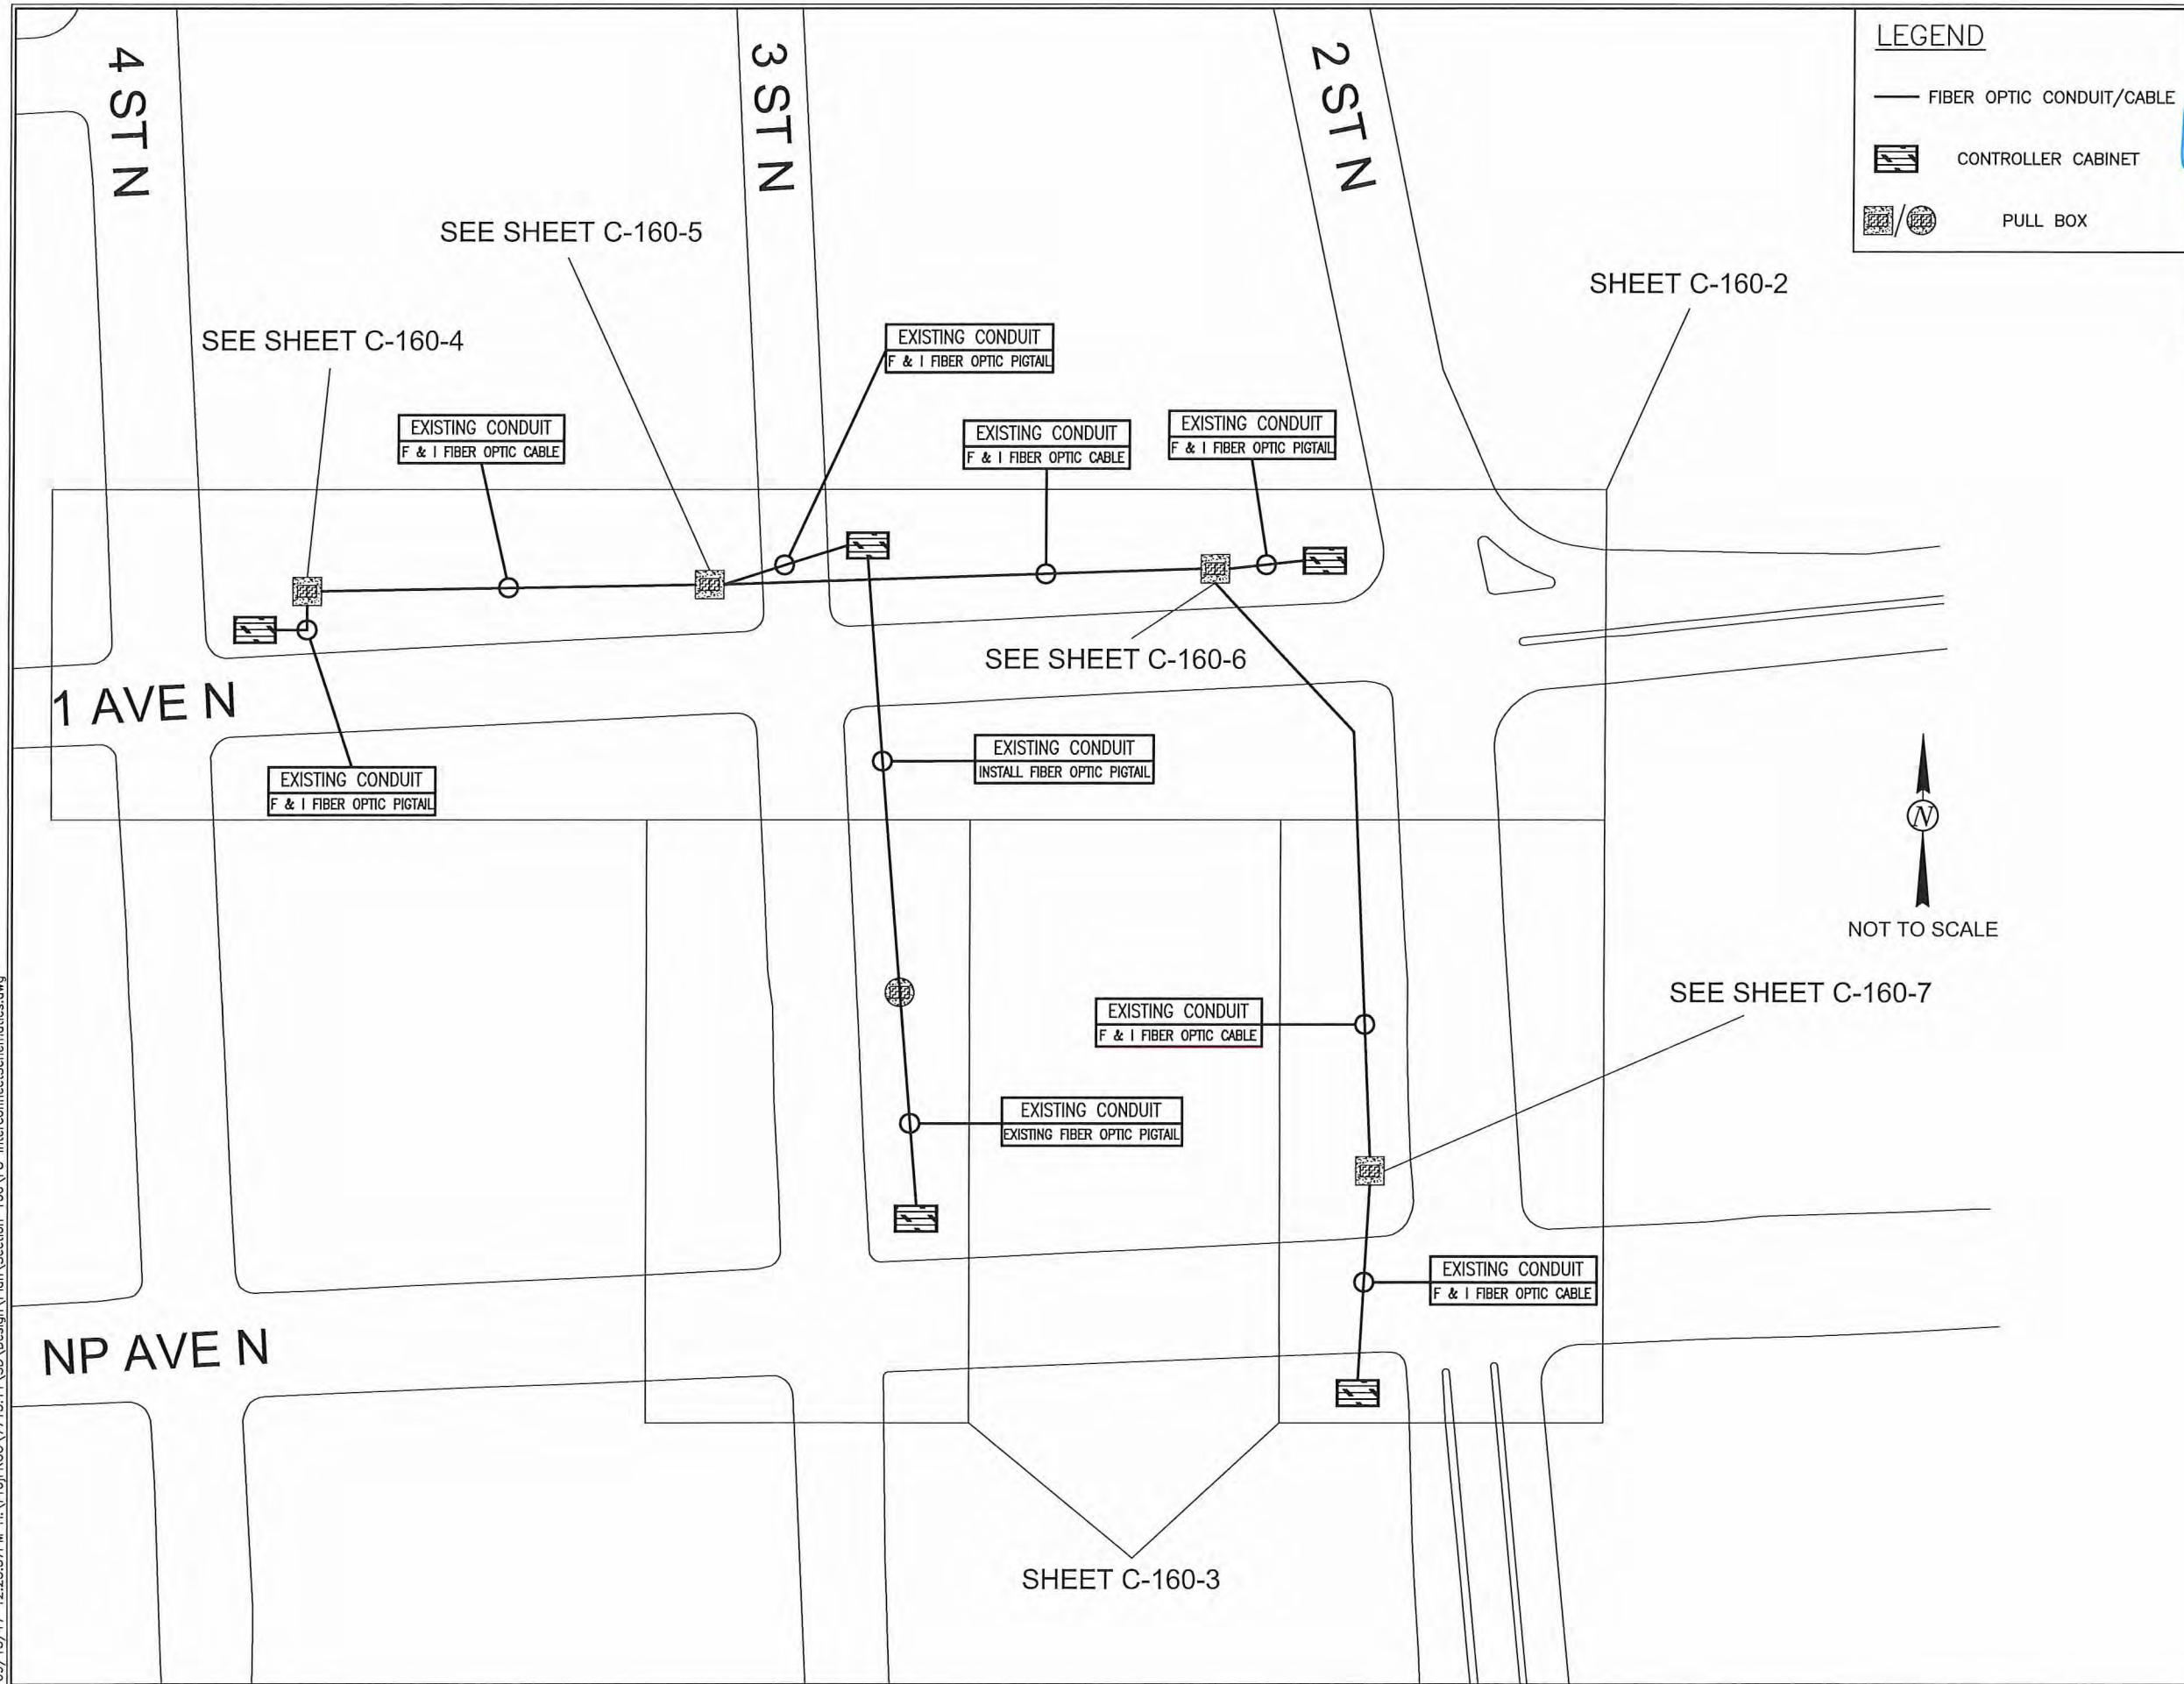 4 ST N
3 ST N
2 ST N
LEGEND
FIBER OPTIC CONDUIT/CABLE
CONTROLLER CABINET
/
PULL BOX
SEE SHEET C-160-5
SHEET C-160-2
SEE SHEET C-160-4
EXISTING CONDUIT
F & I FIBER OPTIC PIGTAIL
EXISTING CONDUIT
F & I FIBER OPTIC CABLE
EXISTING CONDUIT
F & I FIBER OPTIC CABLE
EXISTING CONDUIT
F & I FIBER OPTIC PIGTAIL
SEE SHEET C-160-6
1 AVE N
EXISTING CONDUIT
INSTALL FIBER OPTIC PIGTAIL
EXISTING CONDUIT
F & I FIBER OPTIC PIGTAIL
N
NOT TO SCALE
SEE SHEET C-160-7
EXISTING CONDUIT
F & I FIBER OPTIC CABLE
EXISTING CONDUIT
EXISTING FIBER OPTIC PIGTAIL
EXISTING CONDUIT
F & I FIBER OPTIC CABLE
NP AVE N
SHEET C-160-3